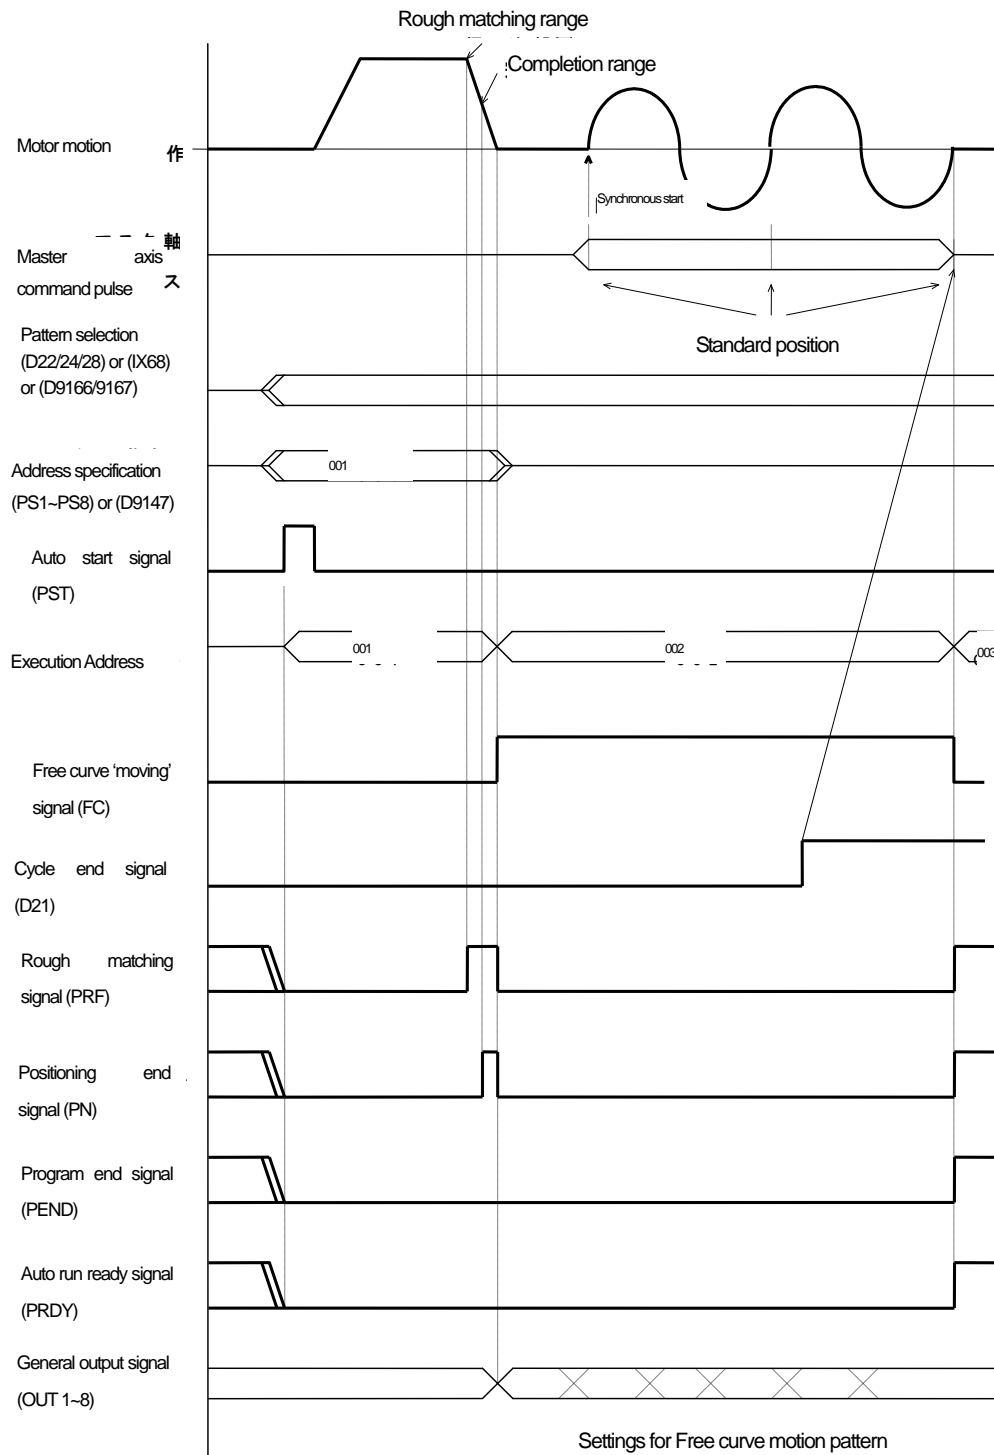 Rough matching range
Completion range
Motor motion
作
Synchronous start
軸
Master axis
command pulse
ス
Standard position
Pattern selection
(D22/24/28) or (IX68)
or (D9166/9167)
Address specification
001
(PS1~PS8) or (D9147)
Auto start signal
(PST)
Execution Address
001
002
003
Free curve ‘moving’
signal (FC)
Cycle end signal
(D21)
Rough matching
signal (PRF)
Positioning end
signal (PN)
Program end signal
(PEND)
Auto run ready signal
(PRDY)
General output signal
(OUT 1~8)
Settings for Free curve motion pattern